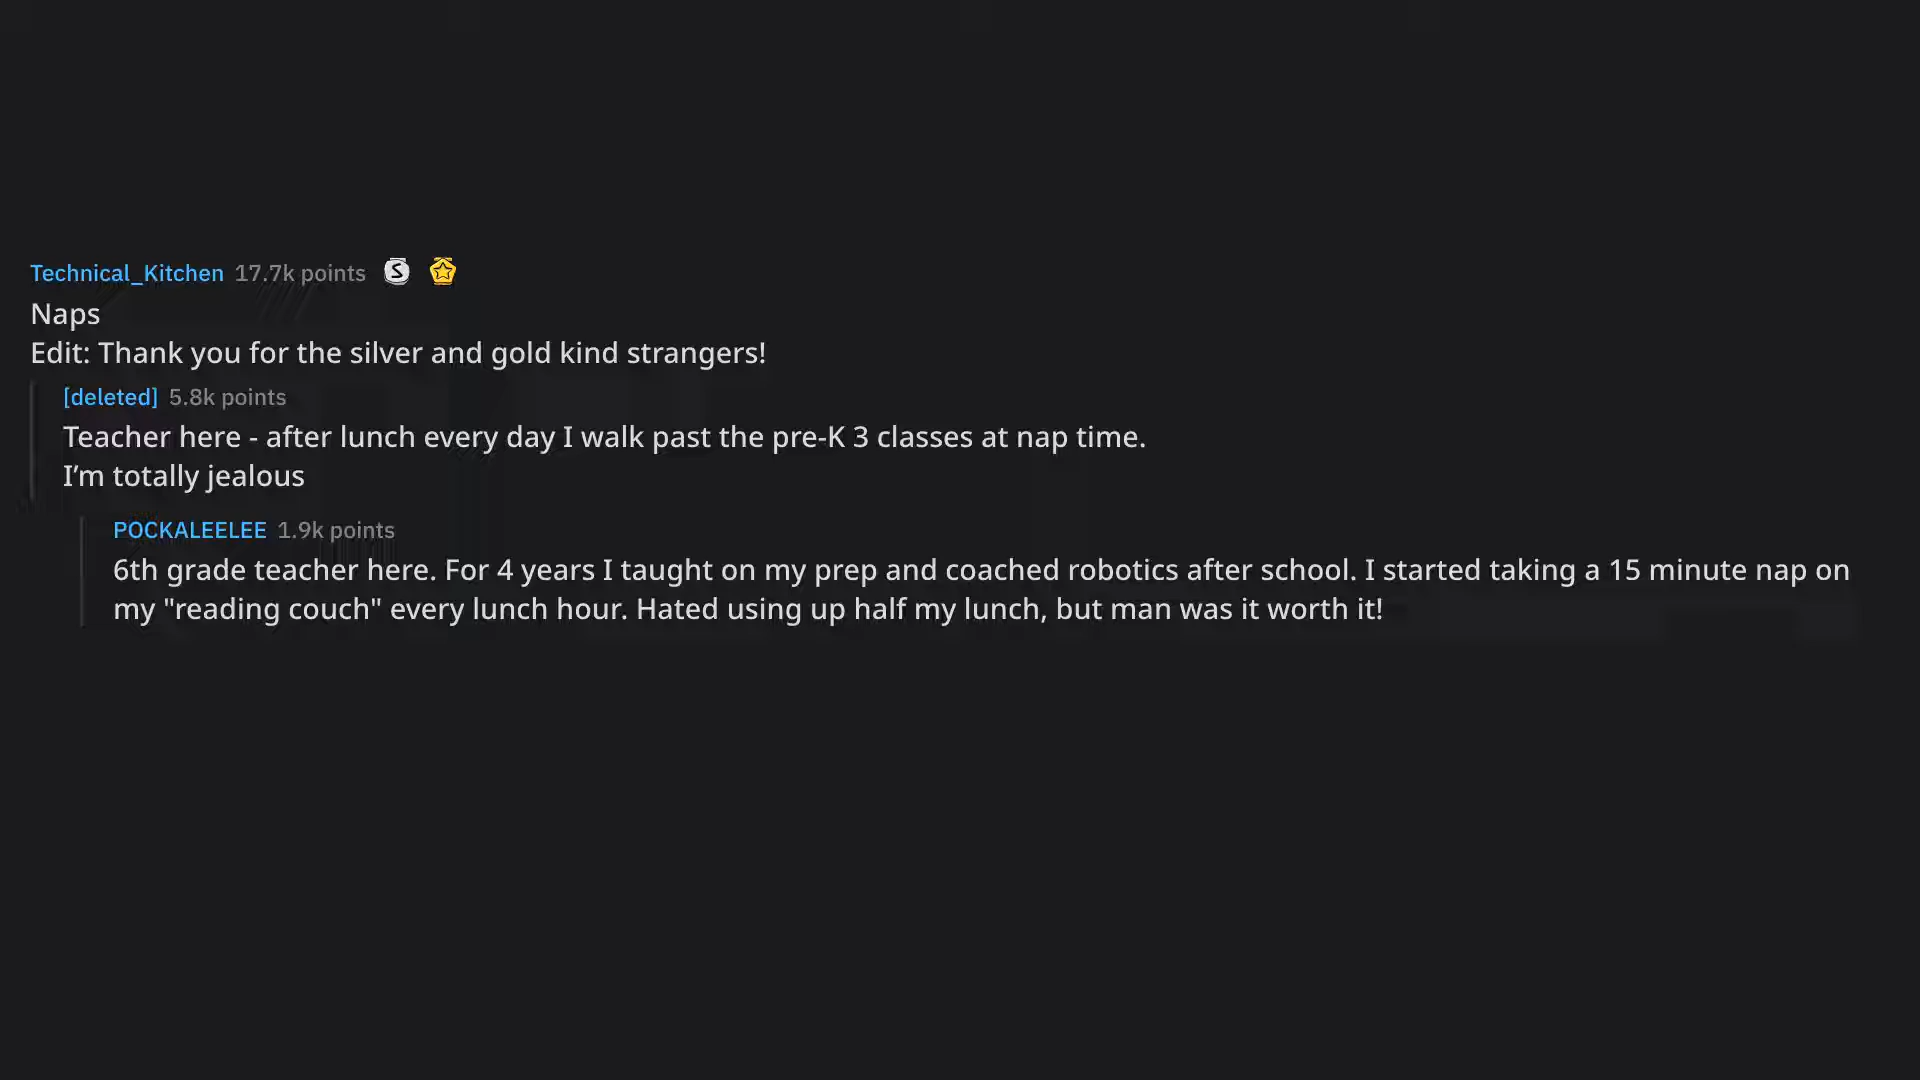 Technical_Kitchen 17.7k points
Naps
Edit: Thank you for the silver and gold kind strangers!
[deleted] 5.8k points
Teacher here - after lunch every day I walk past the pre-K 3 classes at nap time.
I’m totally jealous
POCKALEELEE 1.9k points
6th grade teacher here. For 4 years I taught on my prep and coached robotics after school. I started taking a 15 minute nap on
my "reading couch" every lunch hour. Hated using up half my lunch, but man was it worth it!